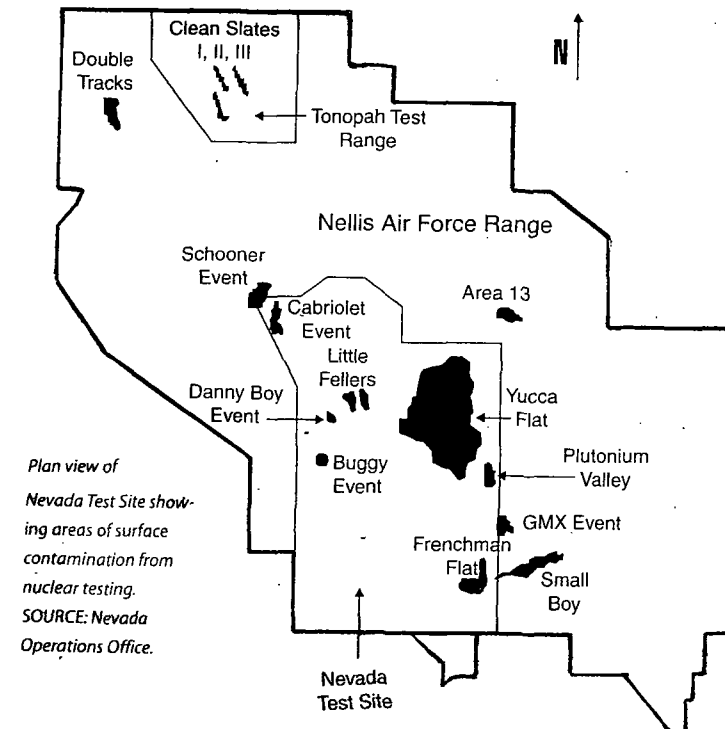 Clean Slates
I, II, III
Double
Tracks
N
Tonopah Test
Range
Nellis Air Force Range
Schooner
Event
Area 13
Cabriolet
Event
Little
Fellers
Danny Boy
Event
Yucca
Flat
Buggy
Event
Plutonium
Valley
GMX Event
Frenchman
Flat
Small
Boy
Nevada
Test Site
Plan view of
Nevada Test Site show-
ing areas of surface
contamination from
nuclear testing.
SOURCE: Nevada
Operations Office.